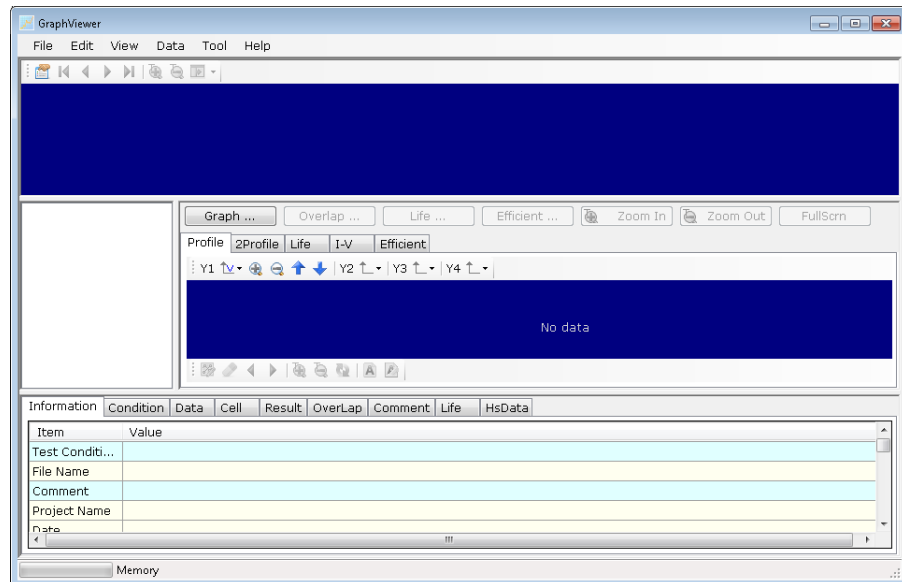 GraphViewer
File Edit View Data Tool Help
Graph ... Overlap ... Life ... Efficient ... Zoom In Zoom Out FullScrn
Profile 2Profile Life I-V Efficient
Y1 V Y2 Y3 Y4
No data
A
Information Condition Data Cell Result OverLap Comment Life HsData
Item Value
Test Conditi...
File Name
Comment
Project Name
Date
Memory